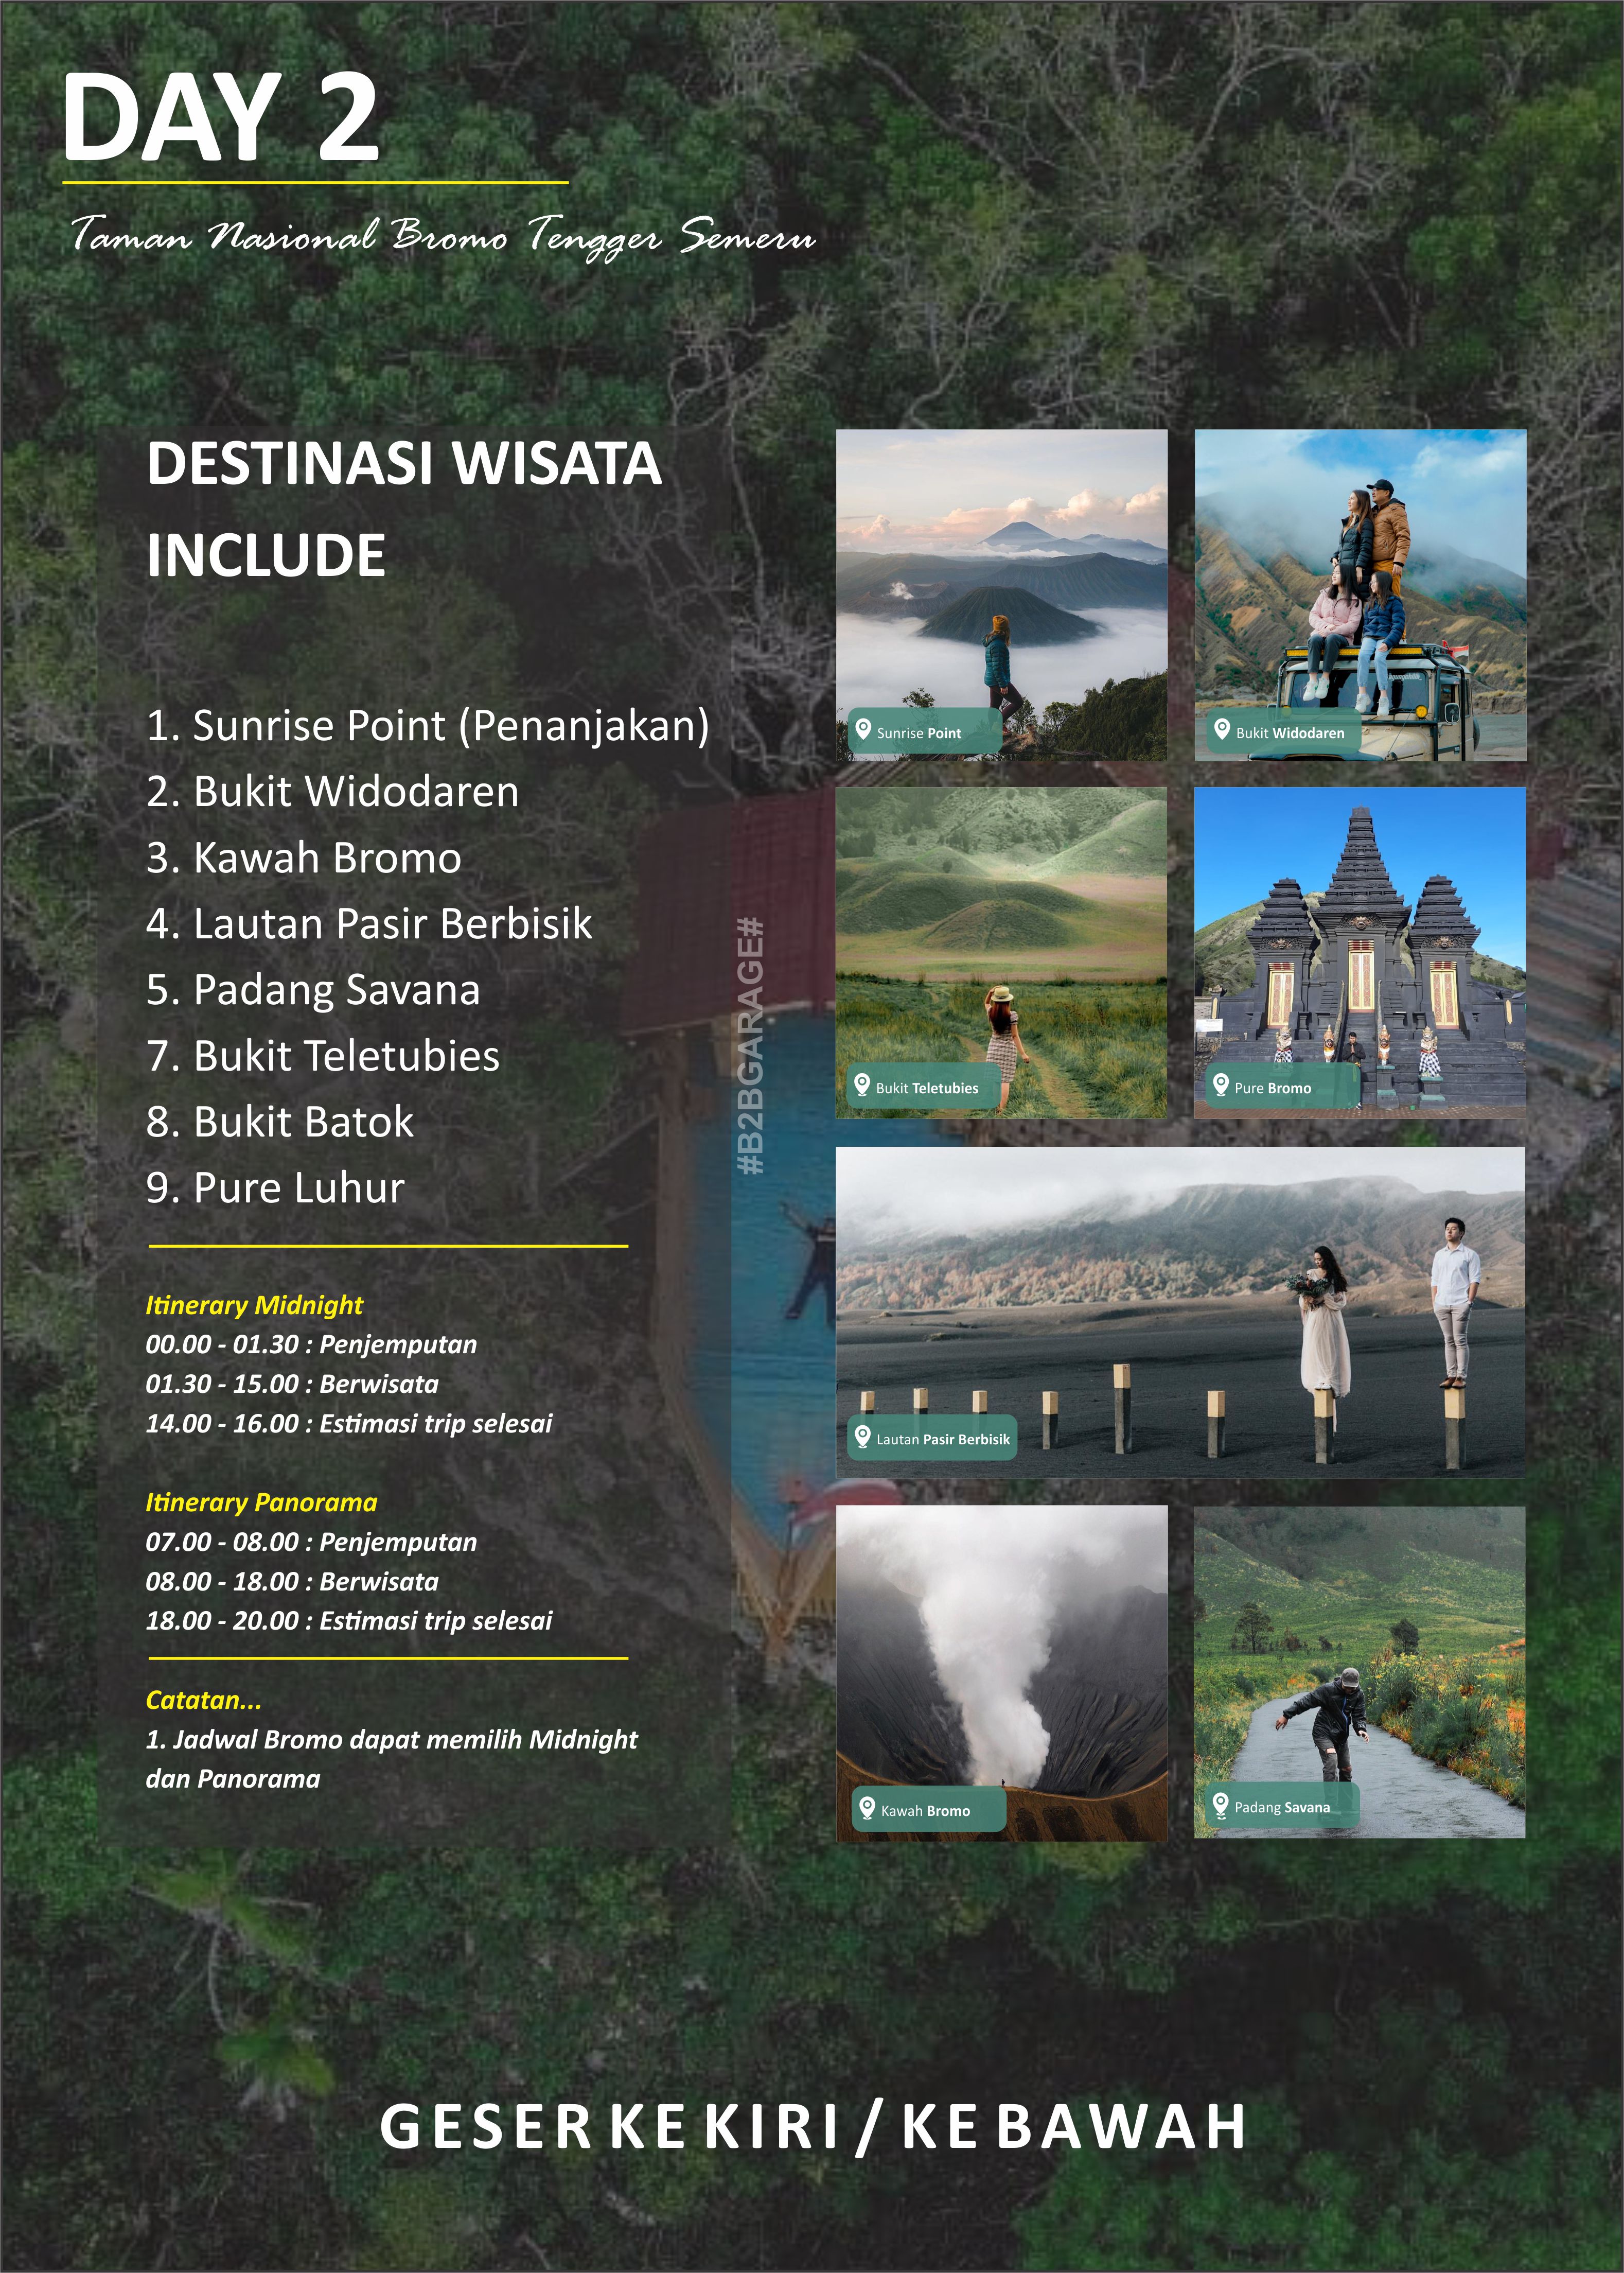 DAY 2
Taman Nasional Bromo Tengger Semeru
DESTINASI WISATA
INCLUDE
1. Sunrise Point (Penanjakan)
2. Bukit Widodaren
3. Kawah Bromo
4. Lautan Pasir Berbisik
5. Padang Savana
7. Bukit Teletubies
8. Bukit Batok
9. Pure Luhur
Itinerary Midnight
00.00 - 01.30 : Penjemputan
01.30 - 15.00 : Berwisata
14.00 - 16.00 : Estimasi trip selesai
Itinerary Panorama
07.00 - 08.00 : Penjemputan
08.00 - 18.00 : Berwisata
18.00 - 20.00 : Estimasi trip selesai
Catatan...
1. Jadwal Bromo dapat memilih Midnight
dan Panorama
#B2BGARAGE#
Sunrise Point
Bukit Widodaren
Bukit Teletubies
Pure Bromo
Lautan Pasir Berbisik
Kawah Bromo
Padang Savana
GESER KE KIRI / KE BAWAH